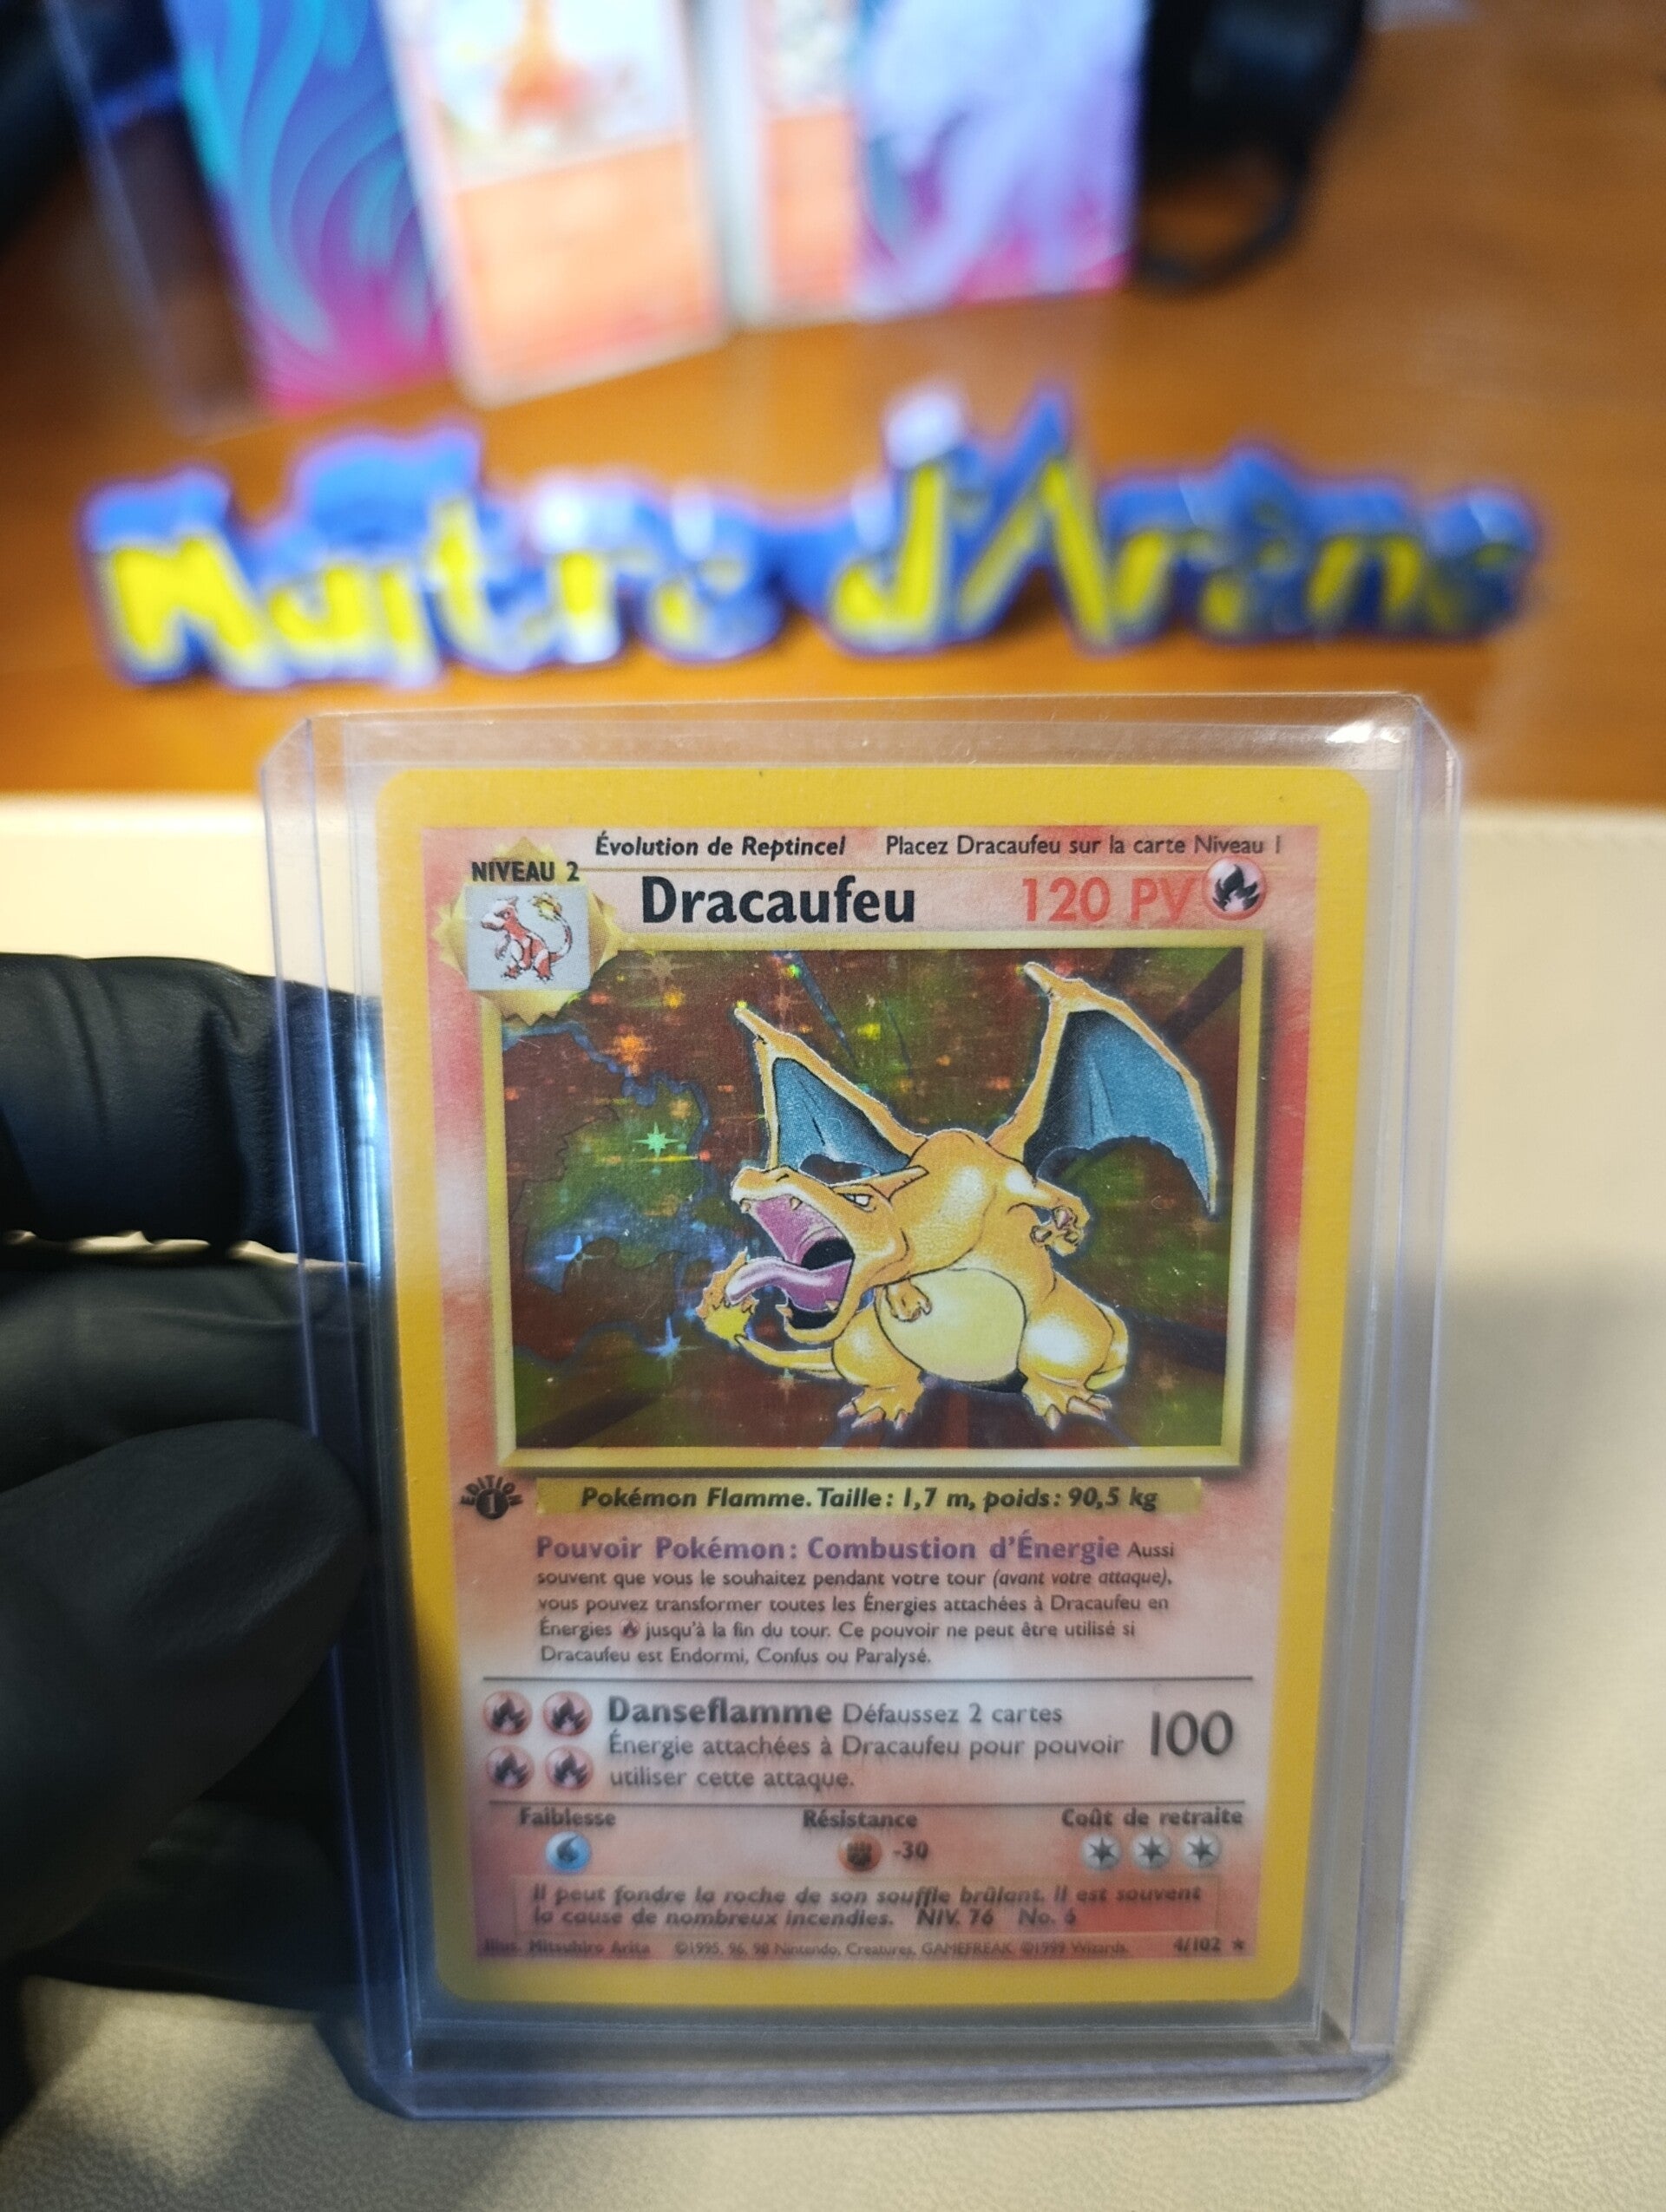 Maitre d'Arène
Évolution de Reptincel Placez Dracaufeu sur la carte Niveau 1
NIVEAU 2
Dracaufeu 120 PV
EDITION
1
Pokémon Flamme. Taille : 1,7 m, poids : 90,5 kg
Pouvoir Pokémon : Combustion d'Énergie Aussi
souvent que vous le souhaitez pendant votre tour (avant votre attaque),
vous pouvez transformer toutes les Énergies attachées à Dracaufeu en
Énergies jusqu'à la fin du tour. Ce pouvoir ne peut être utilisé si
Dracaufeu est Endormi, Confus ou Paralysé.
Danseflamme Défaussez 2 cartes
Énergie attachées à Dracaufeu pour pouvoir
utiliser cette attaque.
100
Faiblesse Résistance Coût de retraite
-30
Il peut fondre la roche de son souffle brûlant. Il est souvent
la cause de nombreux incendies. NIV. 76 No. 6
Illus. Mitsuhiro Arita ©1995, 96, 98 Nintendo, Creatures, GAMEFREAK. ©1999 Wizards. 4/102 ★